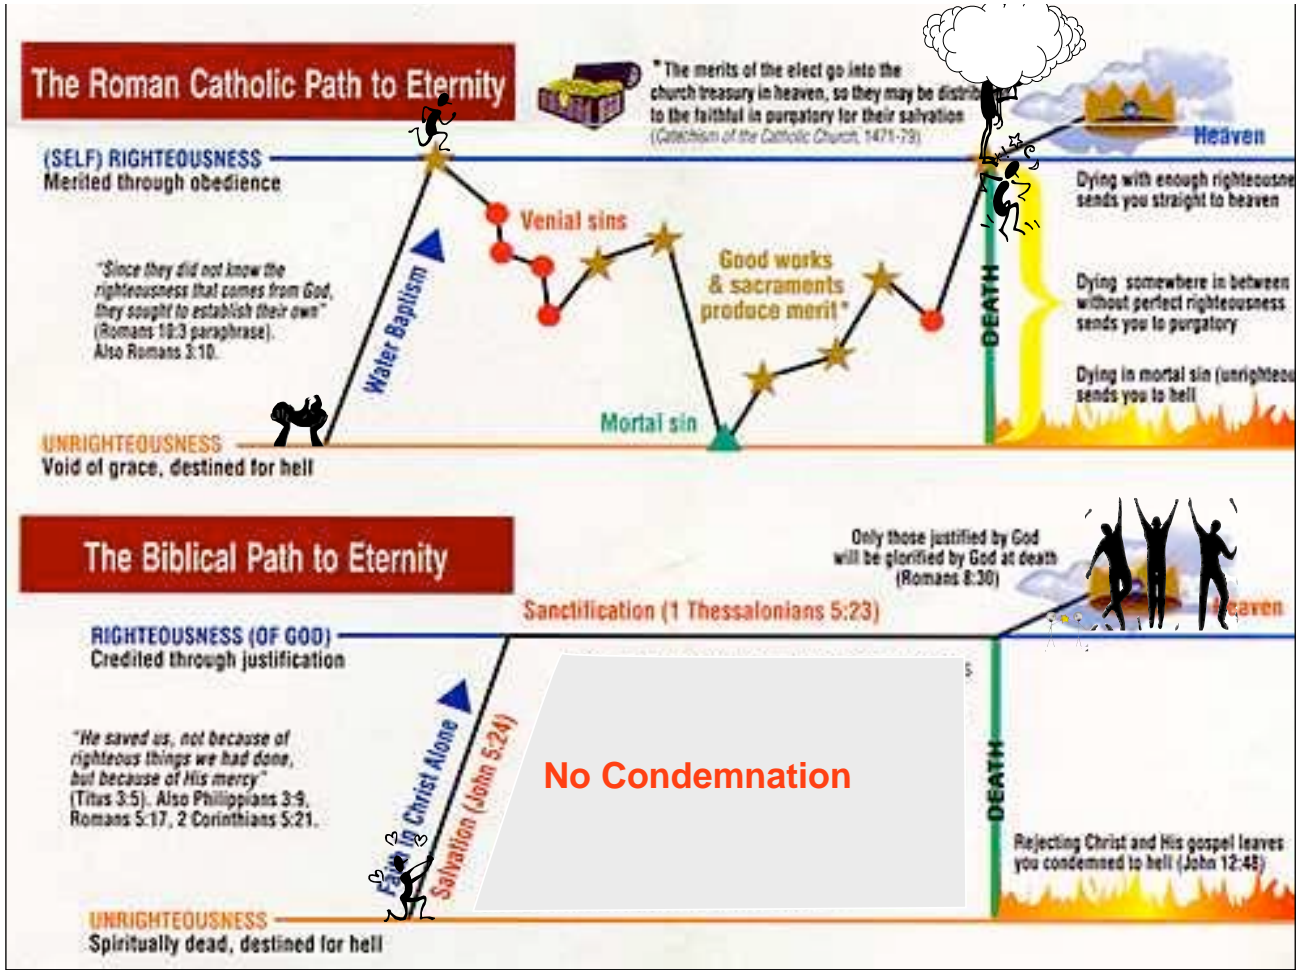 The Roman Catholic Path to Eternity
*The merits of the elect go into the
church treasury in heaven, so they may be distrib
to the faithful in purgatory for their salvation
(Catechism of the Catholic Church, 1471-79)
Heaven
(SELF) RIGHTEOUSNESS
Merited through obedience
Dying with enough righteousne
sends you straight to heaven
Venial sins
"Since they did not know the
righteousness that comes from God,
they sought to establish their own"
(Romans 10:3 paraphrase).
Also Romans 3:10.
Water Baptism
Good works
& sacraments
produce merit*
DEATH
Dying somewhere in between
without perfect righteousness
sends you to purgatory
Dying in mortal sin (unrighteou
sends you to hell
Mortal sin
UNRIGHTEOUSNESS
Void of grace, destined for hell
The Biblical Path to Eternity
Only those justified by God
will be glorified by God at death
(Romans 8:30)
Sanctification (1 Thessalonians 5:23)
Heaven
RIGHTEOUSNESS (OF GOD)
Credited through justification
s
"He saved us, not because of
righteous things we had done,
but because of His mercy"
(Titus 3:5). Also Philippians 3:9,
Romans 5:17, 2 Corinthians 5:21.
Faith in Christ Alone
Salvation (John 5:24)
No Condemnation
DEATH
Rejecting Christ and His gospel leaves
you condemned to hell (John 12:48)
UNRIGHTEOUSNESS
Spiritually dead, destined for hell